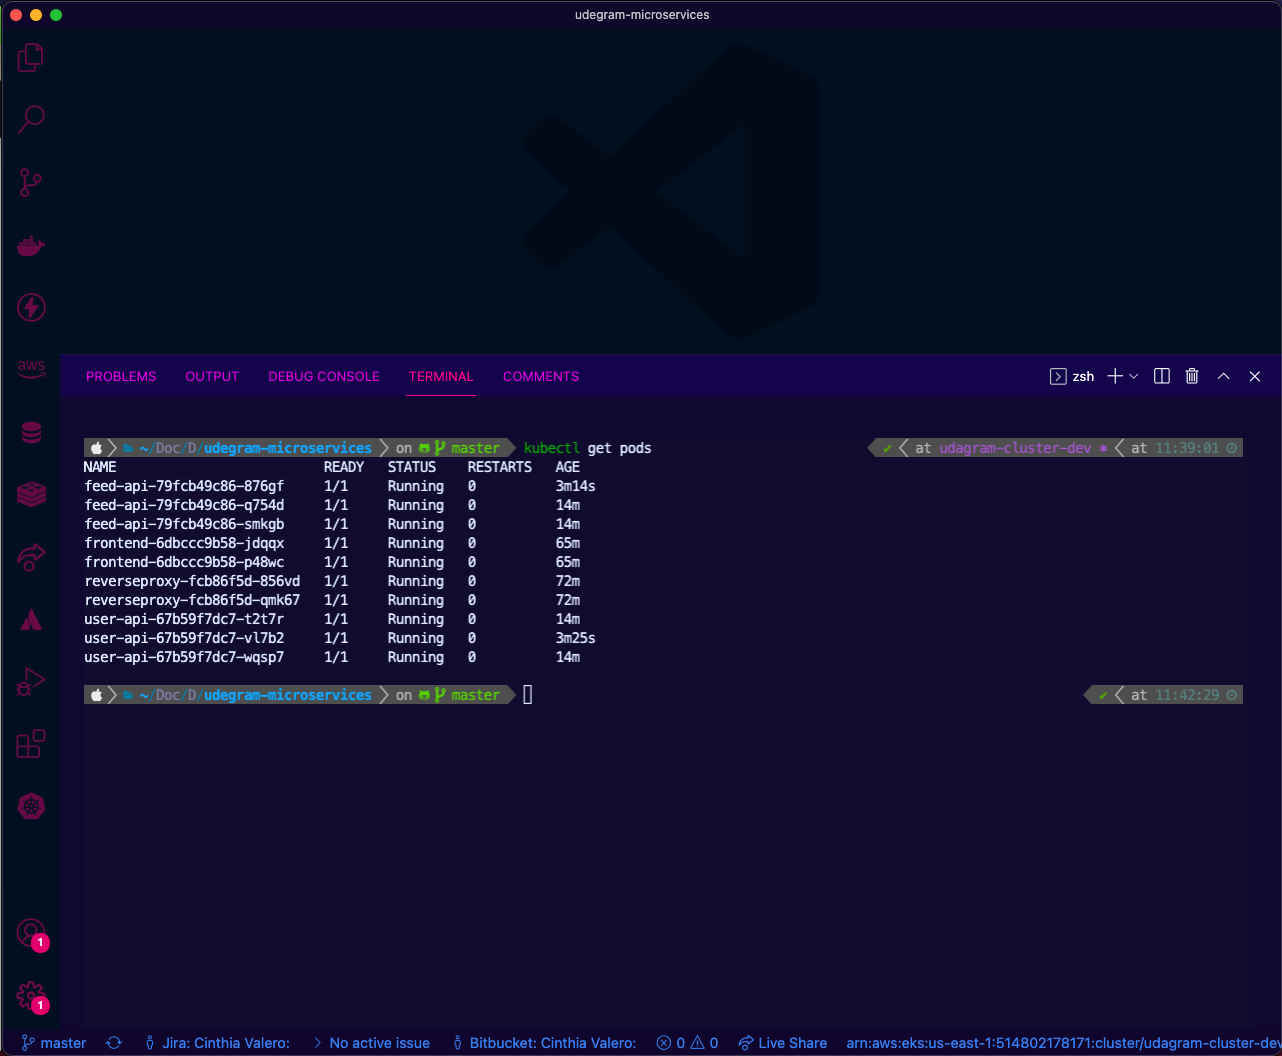 udegram-microservices
aws
PROBLEMS OUTPUT DEBUG CONSOLE TERMINAL COMMENTS zsh
~/Doc/D/udegram-microservices on master kubectl get pods ✔ at udagram-cluster-dev at 11:39:01
NAME READY STATUS RESTARTS AGE
feed-api-79fcb49c86-876gf 1/1 Running 0 3m14s
feed-api-79fcb49c86-q754d 1/1 Running 0 14m
feed-api-79fcb49c86-smkgb 1/1 Running 0 14m
frontend-6dbccc9b58-jdqqx 1/1 Running 0 65m
frontend-6dbccc9b58-p48wc 1/1 Running 0 65m
reverseproxy-fcb86f5d-856vd 1/1 Running 0 72m
reverseproxy-fcb86f5d-qmk67 1/1 Running 0 72m
user-api-67b59f7dc7-t2t7r 1/1 Running 0 14m
user-api-67b59f7dc7-vl7b2 1/1 Running 0 3m25s
user-api-67b59f7dc7-wqsp7 1/1 Running 0 14m
~/Doc/D/udegram-microservices on master ✔ at 11:42:29
1
1
master Jira: Cinthia Valero: No active issue Bitbucket: Cinthia Valero: 0 0 Live Share arn:aws:eks:us-east-1:514802178171:cluster/udagram-cluster-dev